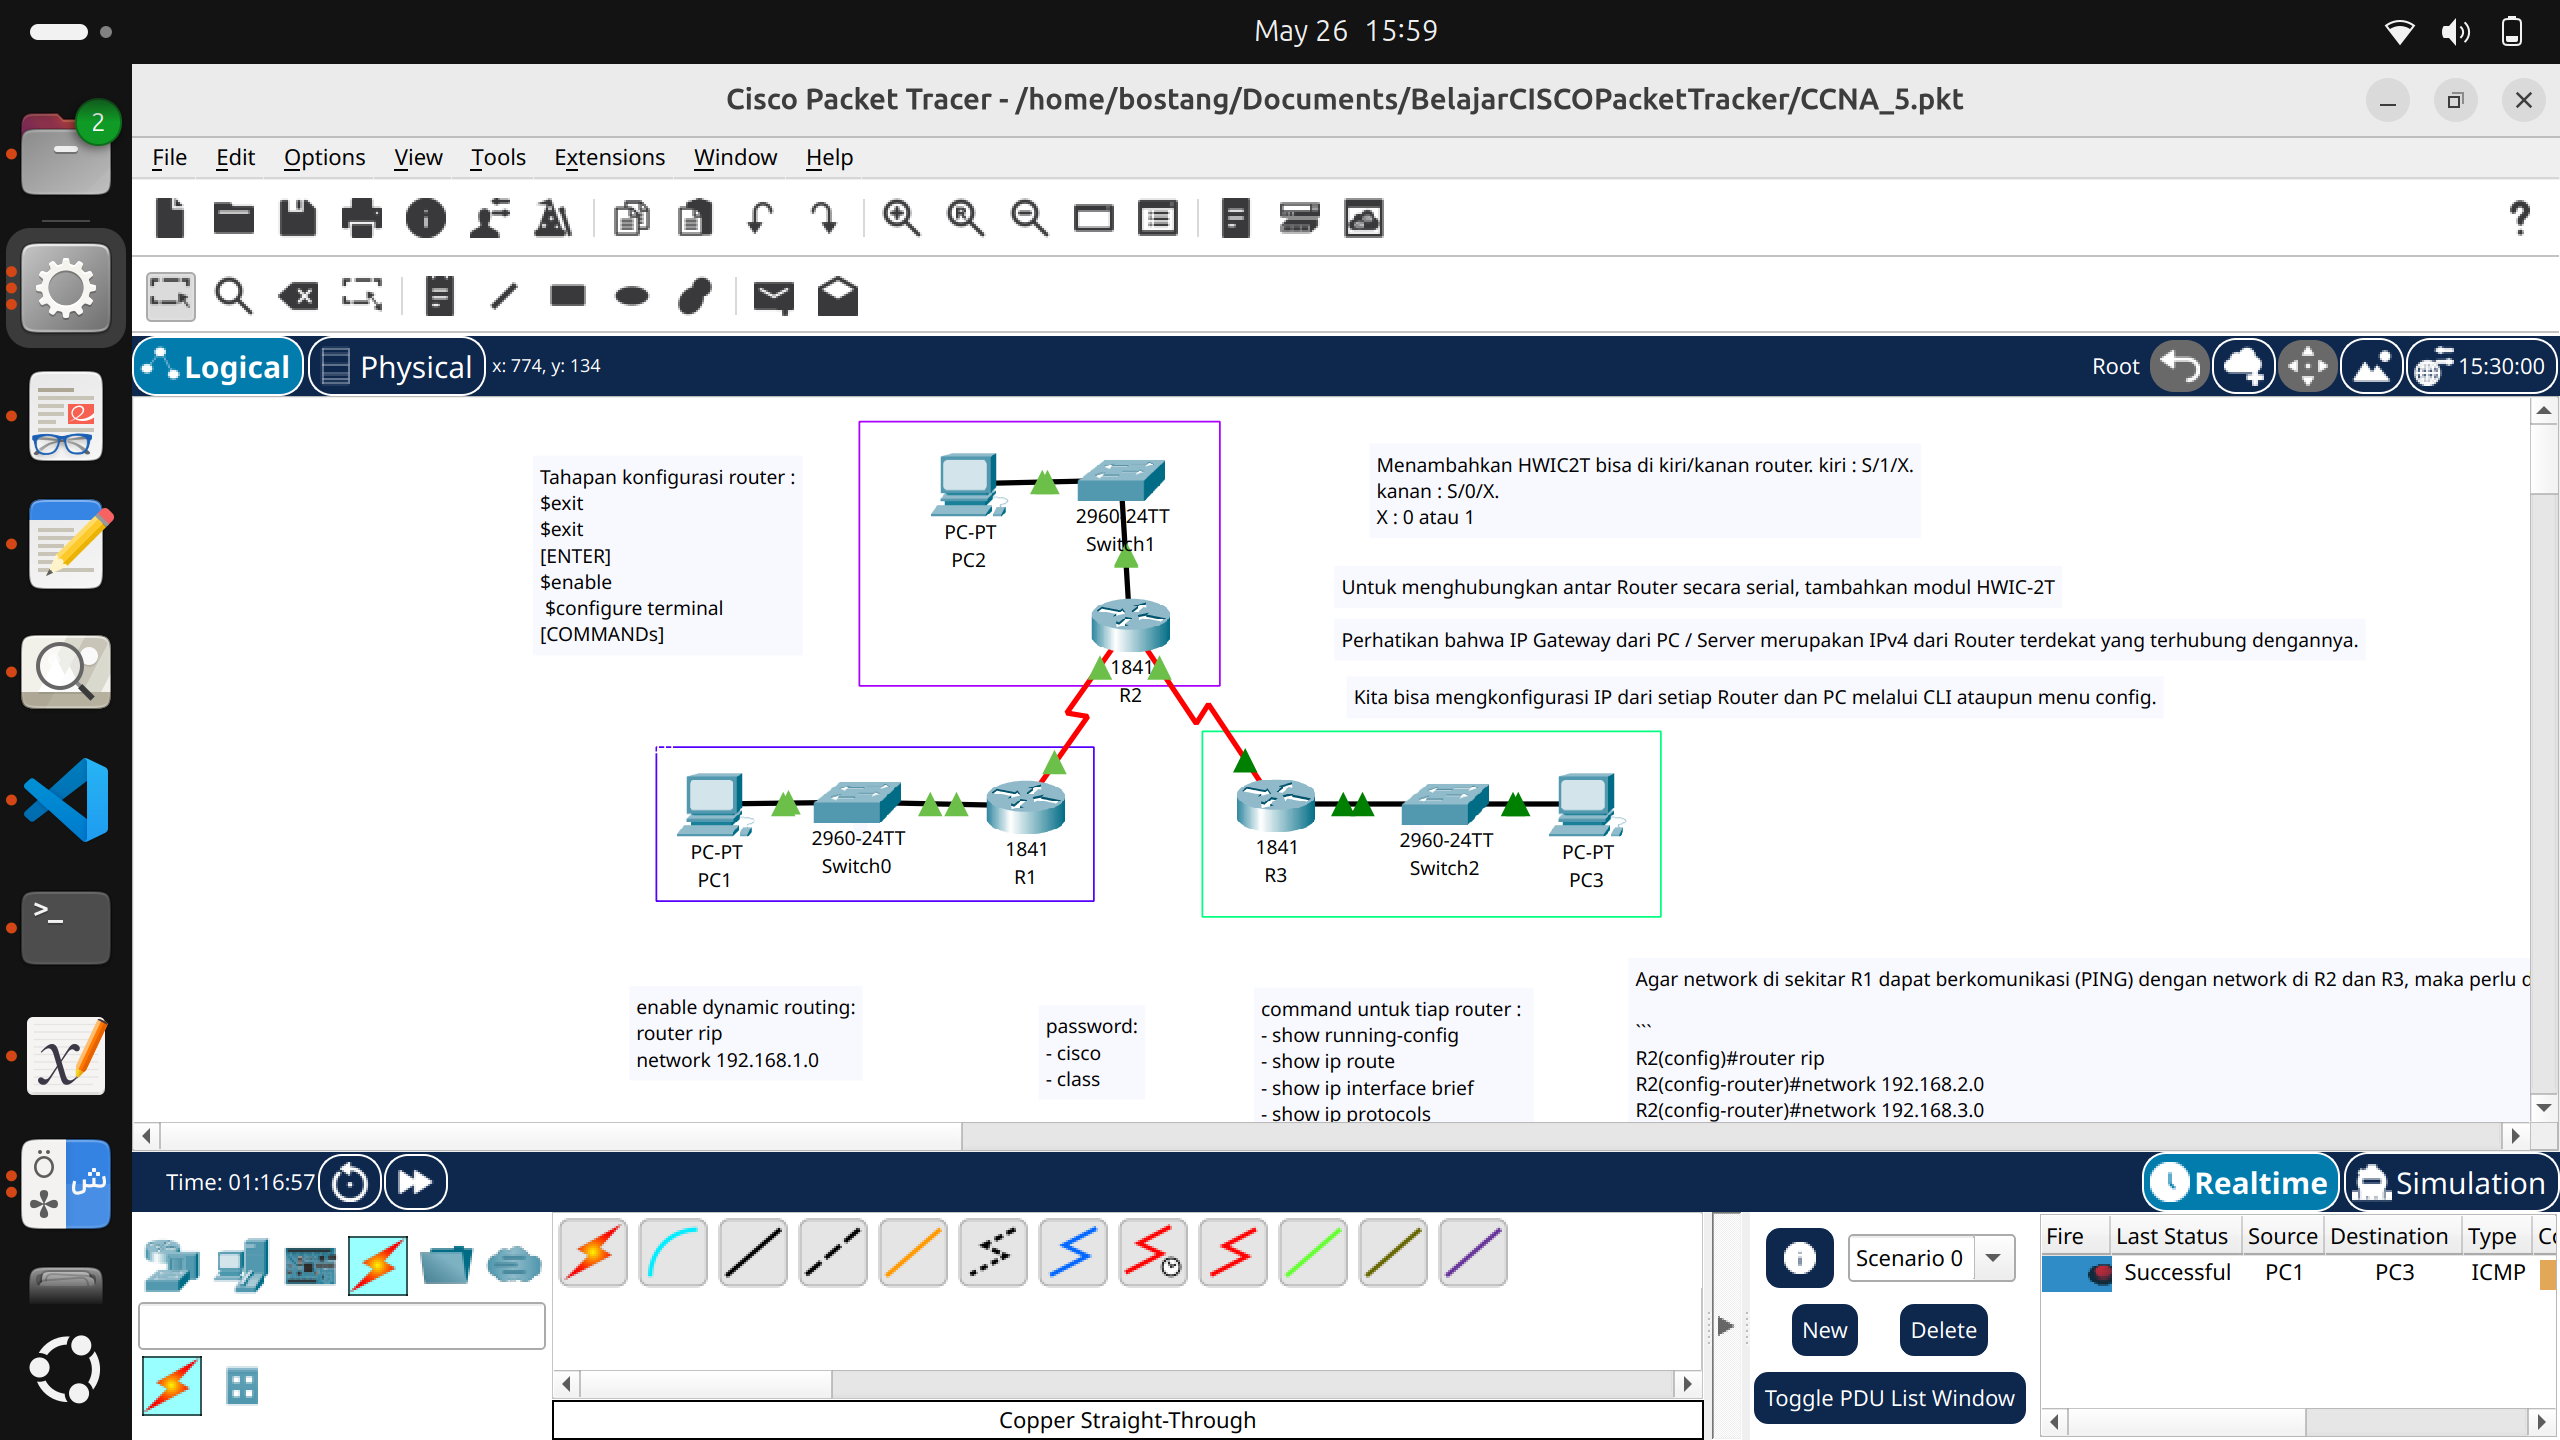 May 26 15:59
2
Cisco Packet Tracer - /home/bostang/Documents/BelajarCISCOPacketTracker/CCNA_5.pkt
File Edit Options View Tools Extensions Window Help
Logical Physical x: 774, y: 134 Root 15:30:00
Tahapan konfigurasi router :
$exit
$exit
[ENTER]
$enable
$configure terminal
[COMMANDs]
PC-PT
PC2
2960-24TT
Switch1
1841
R2
Menambahkan HWIC2T bisa di kiri/kanan router. kiri : S/1/X.
kanan : S/0/X.
X : 0 atau 1
Untuk menghubungkan antar Router secara serial, tambahkan modul HWIC-2T
Perhatikan bahwa IP Gateway dari PC / Server merupakan IPv4 dari Router terdekat yang terhubung dengannya.
Kita bisa mengkonfigurasi IP dari setiap Router dan PC melalui CLI ataupun menu config.
PC-PT
PC1
2960-24TT
Switch0
1841
R1
1841
R3
2960-24TT
Switch2
PC-PT
PC3
enable dynamic routing:
router rip
network 192.168.1.0
password:
- cisco
- class
command untuk tiap router :
- show running-config
- show ip route
- show ip interface brief
- show ip protocols
Agar network di sekitar R1 dapat berkomunikasi (PING) dengan network di R2 dan R3, maka perlu
```
R2(config)#router rip
R2(config-router)#network 192.168.2.0
R2(config-router)#network 192.168.3.0
Time: 01:16:57 Realtime Simulation
Scenario 0
New Delete
Toggle PDU List Window
Fire Last Status Source Destination Type
Successful PC1 PC3 ICMP
Copper Straight-Through